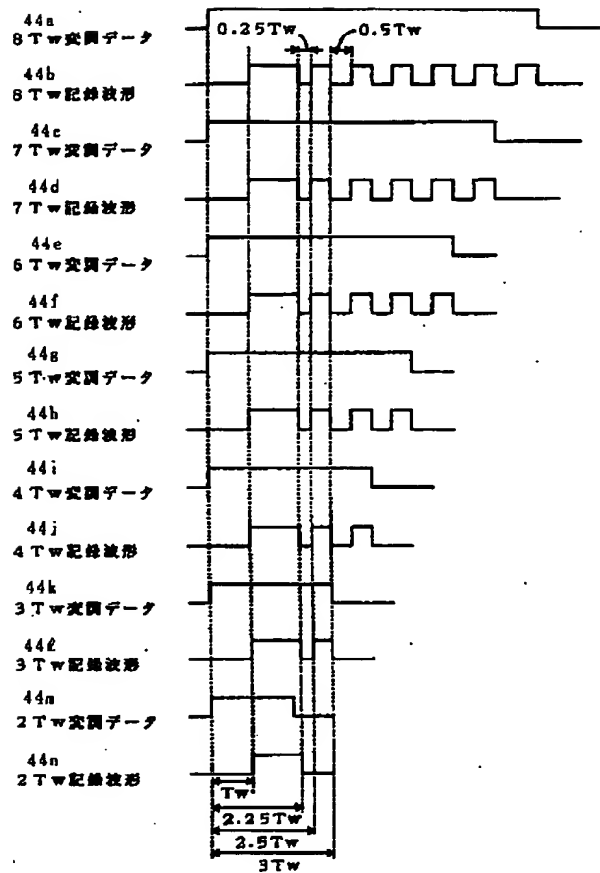 44a
8Tw変調データ
0.25Tw
0.5Tw
44b
8Tw記録波形
44c
7Tw変調データ
44d
7Tw記録波形
44e
6Tw変調データ
44f
6Tw記録波形
44g
5Tw変調データ
44h
5Tw記録波形
44i
4Tw変調データ
44j
4Tw記録波形
44k
3Tw変調データ
44ℓ
3Tw記録波形
44m
2Tw変調データ
44n
2Tw記録波形
Tw
2.25Tw
2.5Tw
3Tw